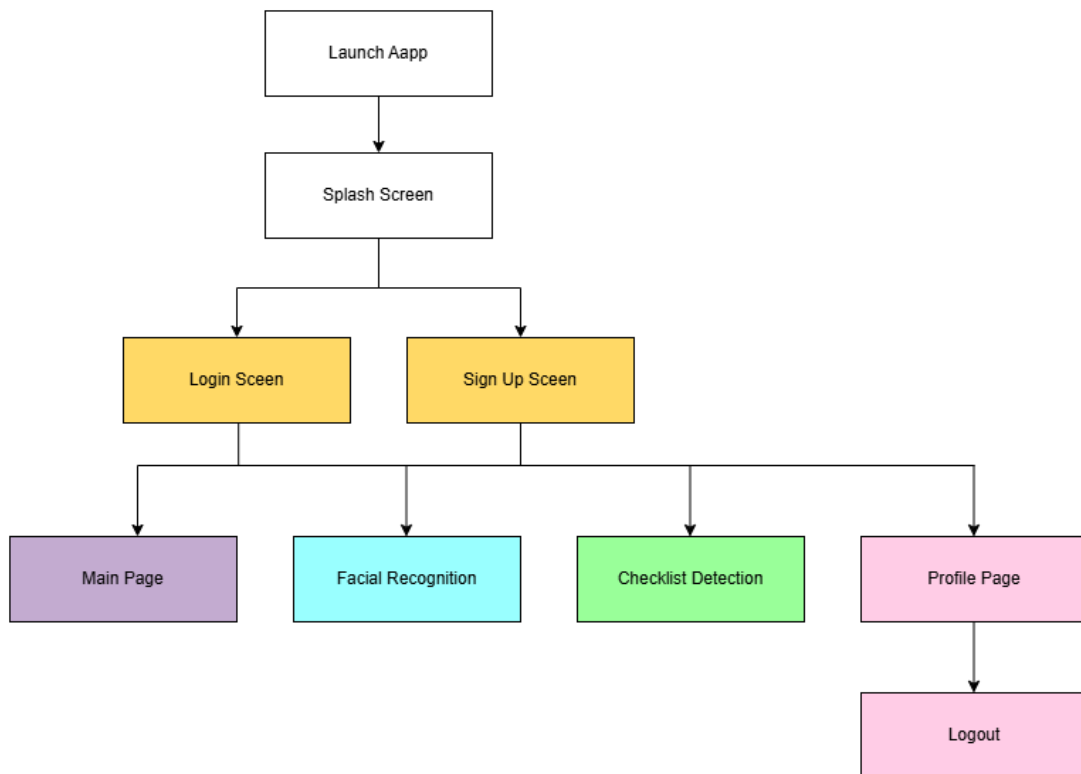 Launch Aapp
Splash Screen
Login Sceen
Sign Up Sceen
Main Page
Facial Recognition
Checklist Detection
Profile Page
Logout